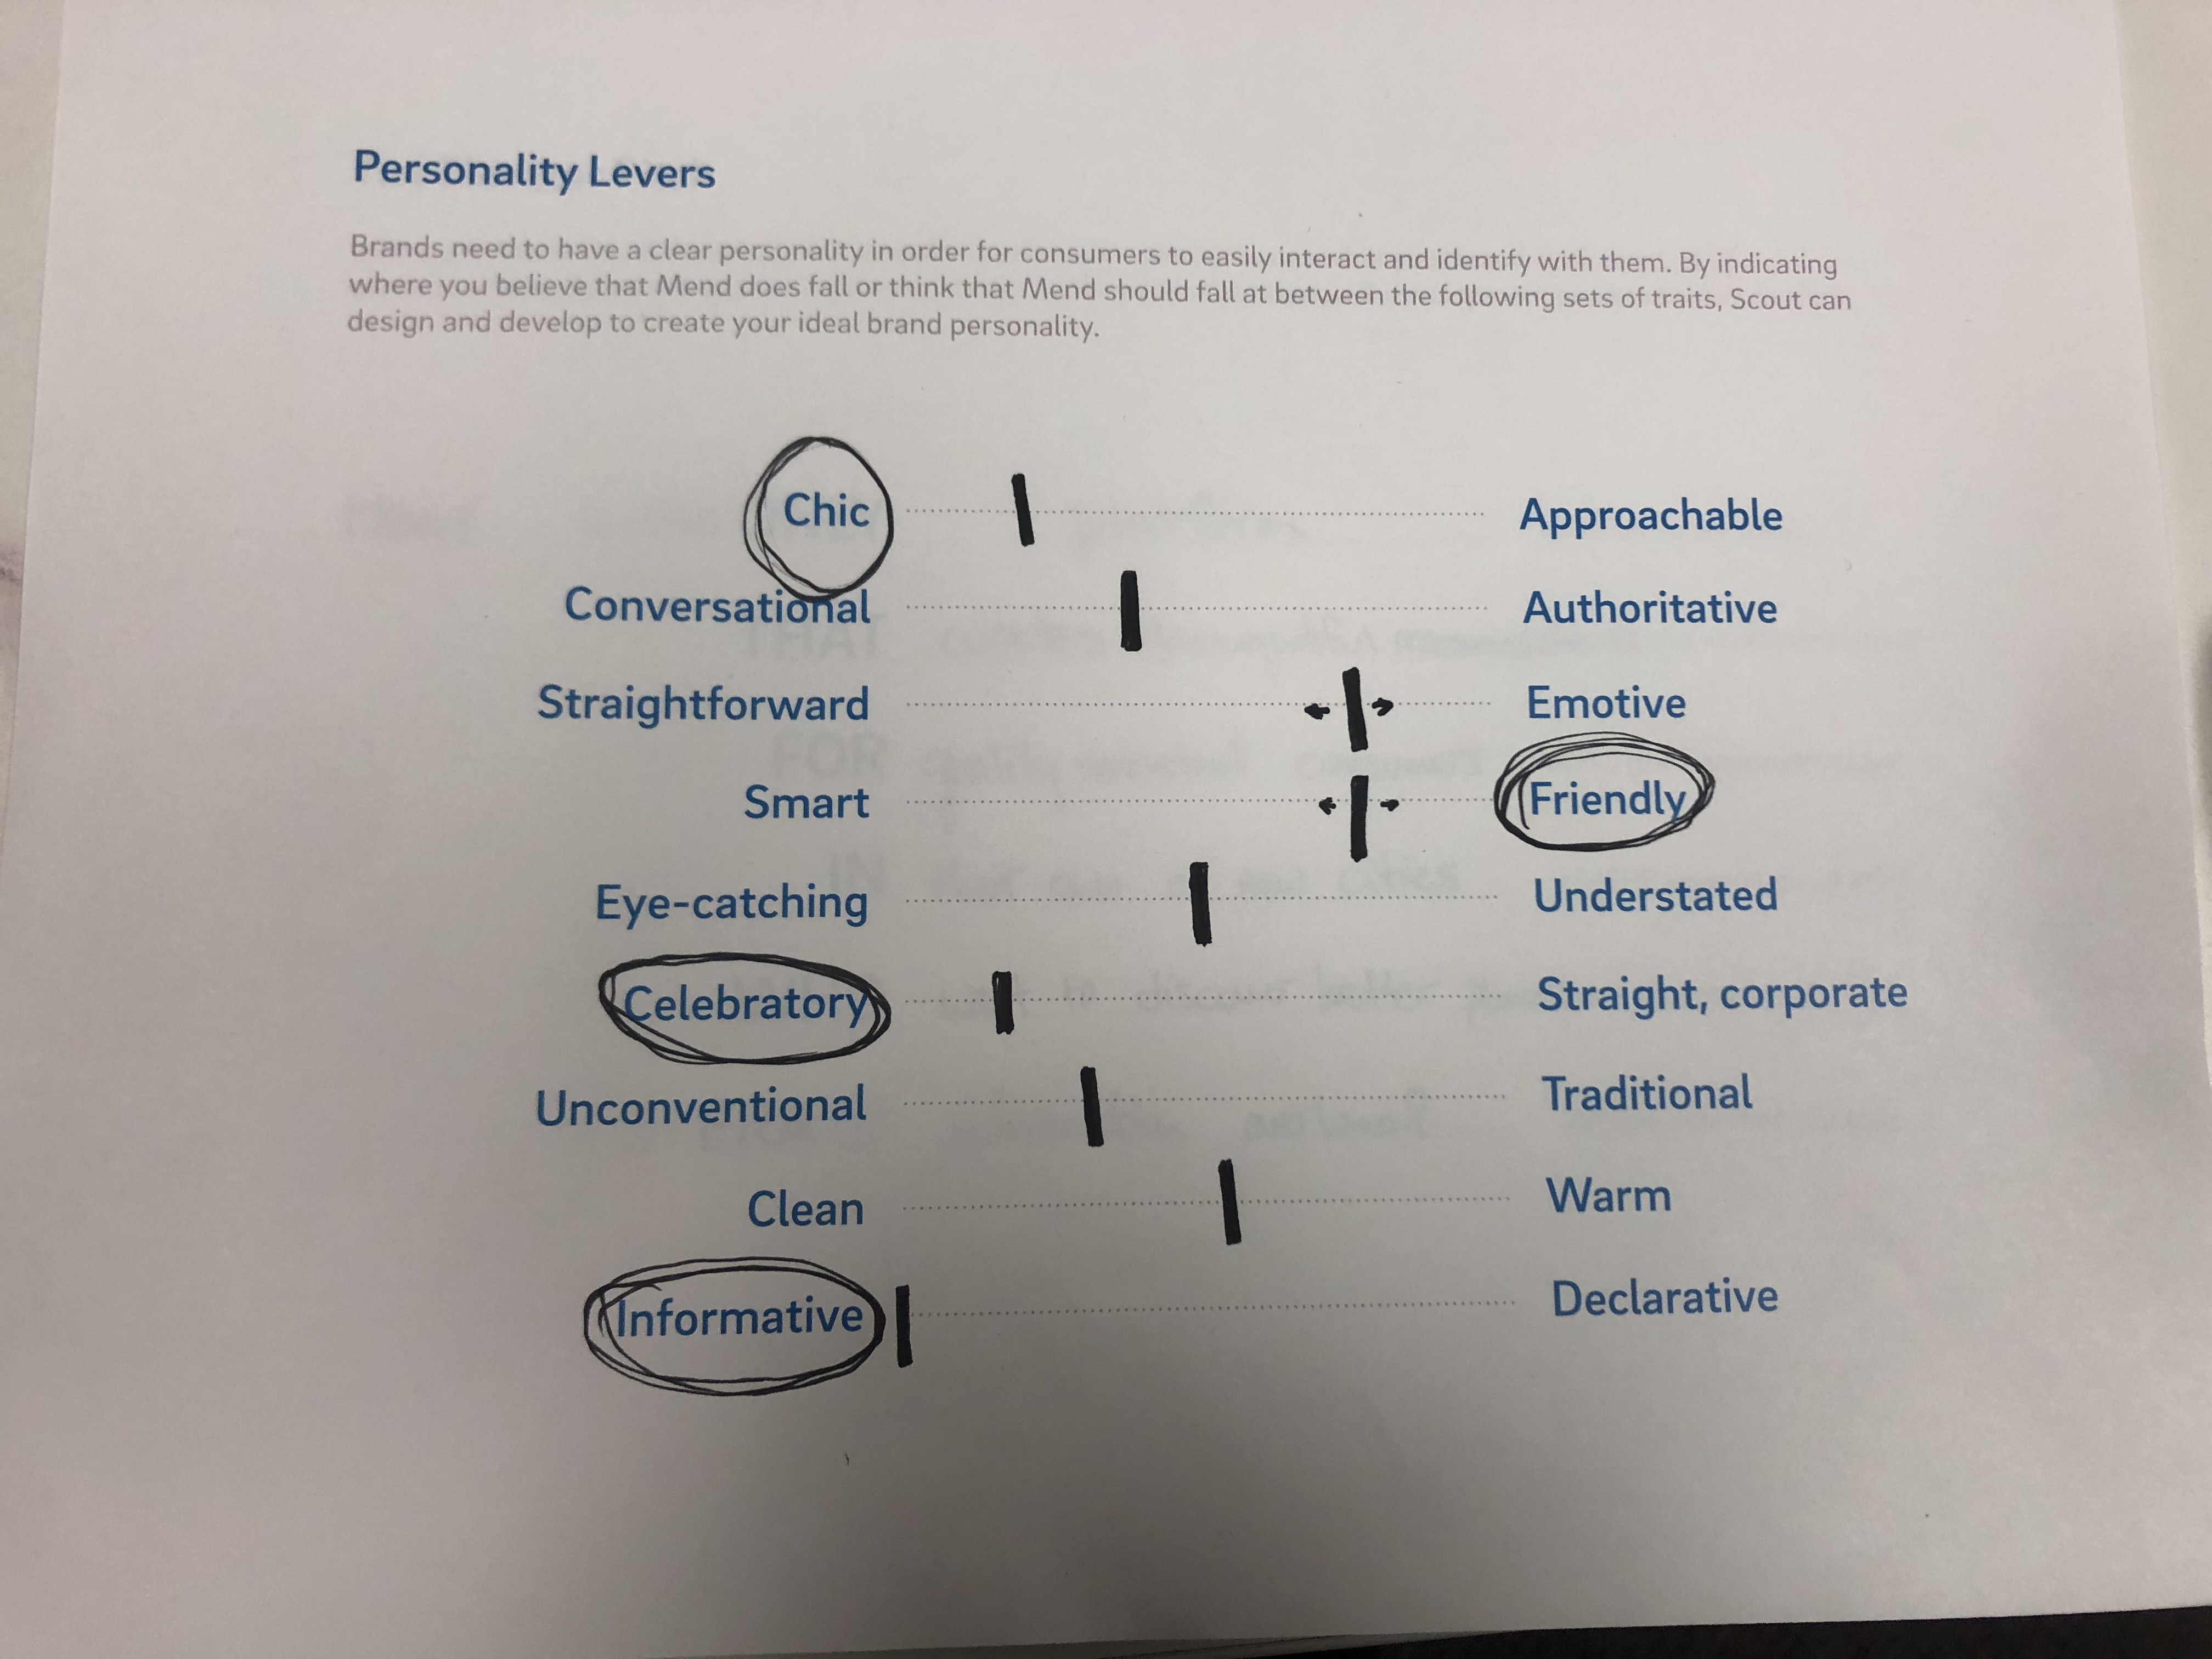 Personality Levers
Brands need to have a clear personality in order for consumers to easily interact and identify with them. By indicating
where you believe that Mend does fall or think that Mend should fall at between the following sets of traits, Scout can
design and develop to create your ideal brand personality.
Chic Approachable
Conversational Authoritative
Straightforward Emotive
Smart Friendly
Eye-catching Understated
Celebratory Straight, corporate
Unconventional Traditional
Clean Warm
Informative Declarative